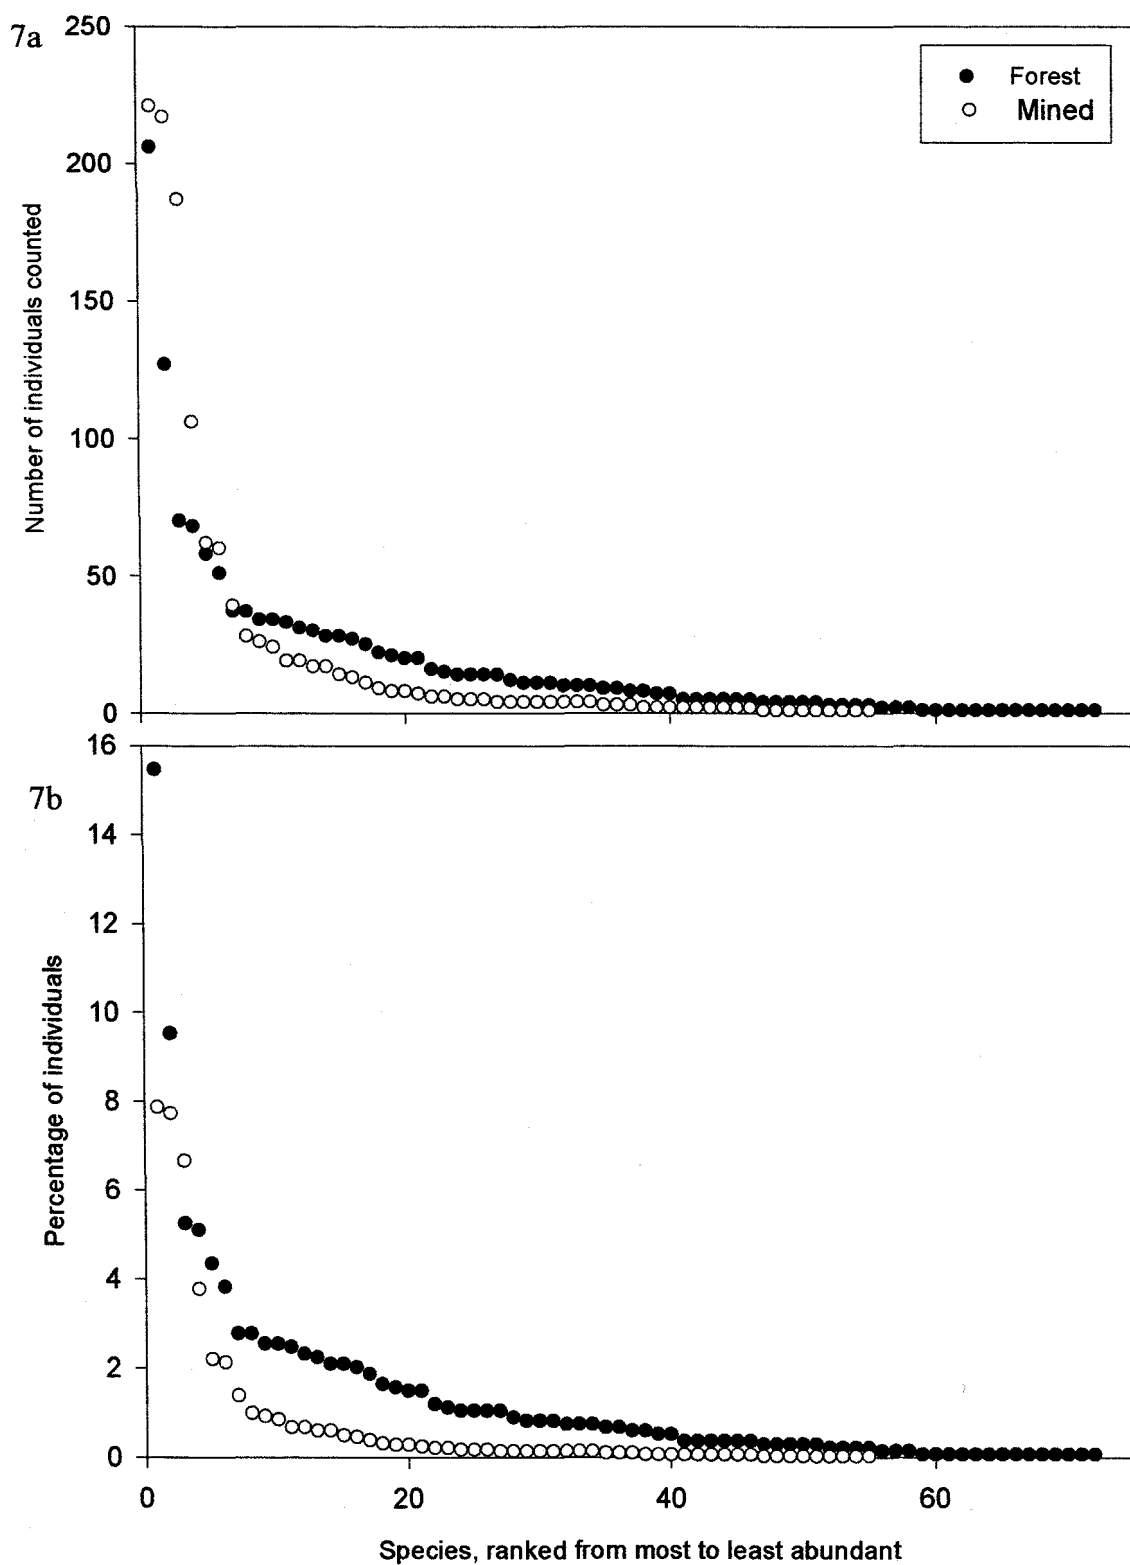 7a
250
200
150
100
50
0
Number of individuals counted
Forest
Mined
7b
16
14
12
10
8
6
4
2
0
Percentage of individuals
0 20 40 60
Species, ranked from most to least abundant